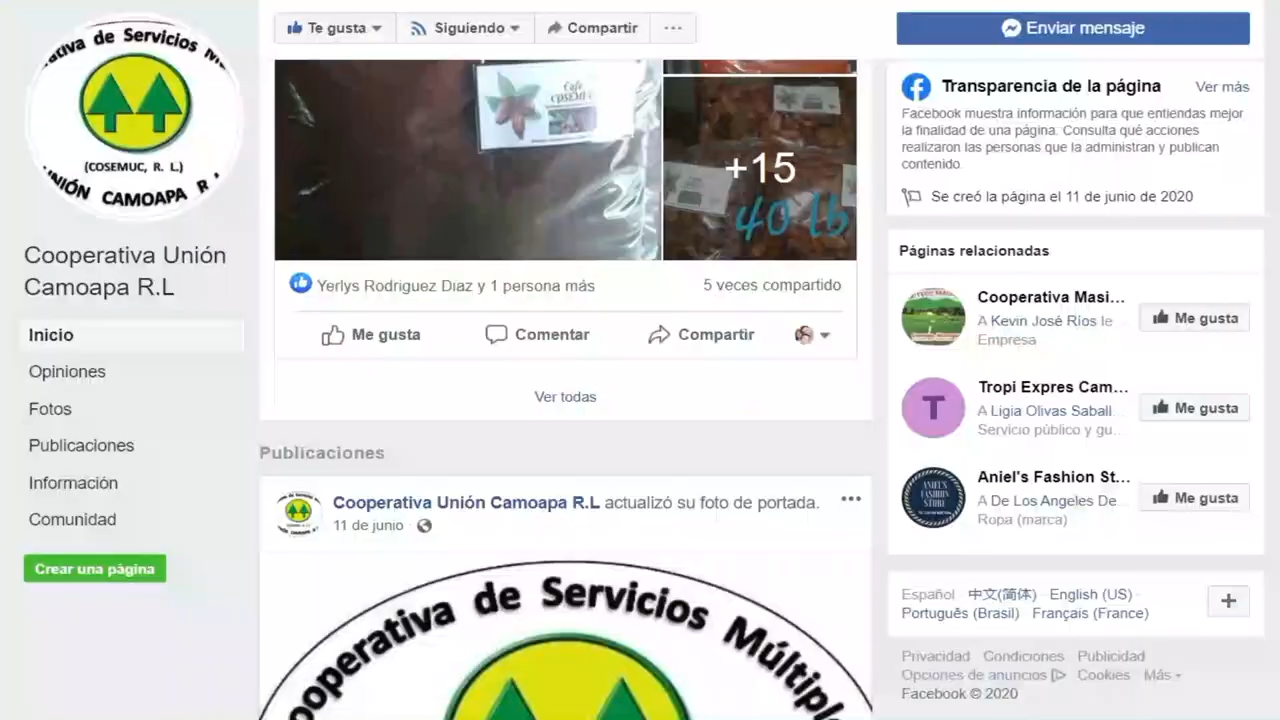 ativa de Servicios M
(COSEMUC, R. L.)
UNIÓN CAMOAPA R
Cooperativa Unión
Camoapa R.L
Inicio
Opiniones
Fotos
Publicaciones
Información
Comunidad
Crear una página
Te gusta
Siguiendo
Compartir
...
Enviar mensaje
Café
COSEMUC
+15
40 lb
Yerlys Rodriguez Diaz y 1 persona más
5 veces compartido
Me gusta
Comentar
Compartir
Ver todas
Publicaciones
Cooperativa Unión Camoapa R.L actualizó su foto de portada.
11 de junio ·
Cooperativa de Servicios Múltipl
Transparencia de la página
Ver más
Facebook muestra información para que entiendas mejor
la finalidad de una página. Consulta qué acciones
realizaron las personas que la administran y publican
contenido.
Se creó la página el 11 de junio de 2020
Páginas relacionadas
Cooperativa Masi...
A Kevin José Ríos le
Empresa
Me gusta
T
Tropi Expres Cam...
A Ligia Olivas Saball...
Servicio público y gu...
Me gusta
ANIEL'S
FASHION
STORE
Aniel's Fashion St...
A De Los Angeles De...
Ropa (marca)
Me gusta
Español · 中文(简体) · English (US) ·
Português (Brasil) · Français (France)
+
Privacidad · Condiciones · Publicidad
Opciones de anuncios · Cookies · Más
Facebook © 2020